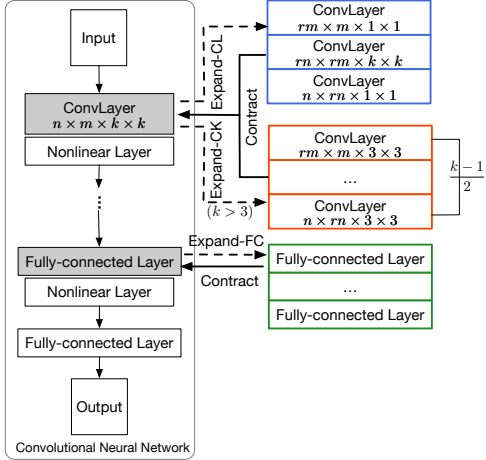 Input
ConvLayer
n × m × k × k
Nonlinear Layer
...
Fully-connected Layer
Nonlinear Layer
Fully-connected Layer
Output
Convolutional Neural Network
Expand-CL
Contract
Expand-CK
(k > 3)
Expand-FC
Contract
ConvLayer
rm × m × 1 × 1
ConvLayer
rn × rm × k × k
ConvLayer
n × rn × 1 × 1
ConvLayer
rm × m × 3 × 3
...
ConvLayer
n × rn × 3 × 3
k − 1
2
Fully-connected Layer
...
Fully-connected Layer